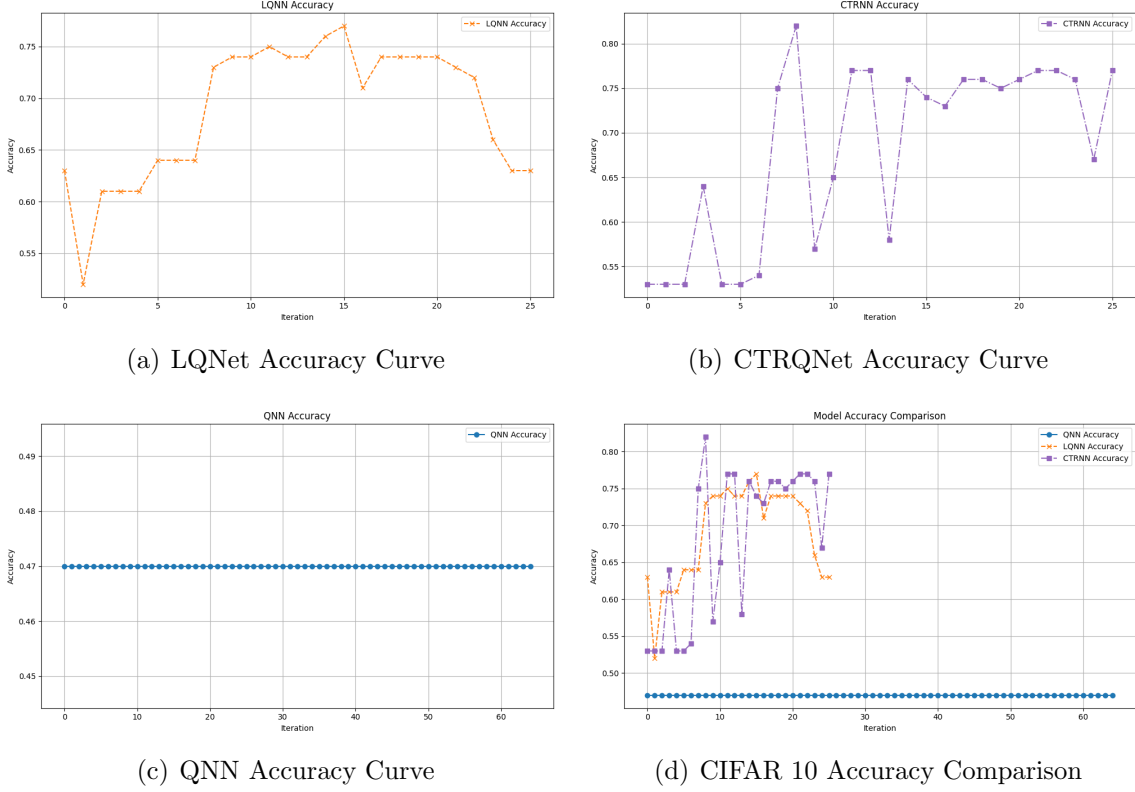 LQNN Accuracy
LQNN Accuracy
0.75
0.70
0.65
0.60
0.55
Accuracy
0 5 10 15 20 25
Iteration
(a) LQNet Accuracy Curve
CTRNN Accuracy
CTRNN Accuracy
0.80
0.75
0.70
0.65
0.60
0.55
Accuracy
0 5 10 15 20 25
Iteration
(b) CTRQNet Accuracy Curve
QNN Accuracy
QNN Accuracy
0.49
0.48
0.47
0.46
0.45
Accuracy
0 10 20 30 40 50 60
Iteration
(c) QNN Accuracy Curve
Model Accuracy Comparison
QNN Accuracy
LQNN Accuracy
CTRNN Accuracy
0.80
0.75
0.70
0.65
0.60
0.55
0.50
Accuracy
0 10 20 30 40 50 60
Iteration
(d) CIFAR 10 Accuracy Comparison